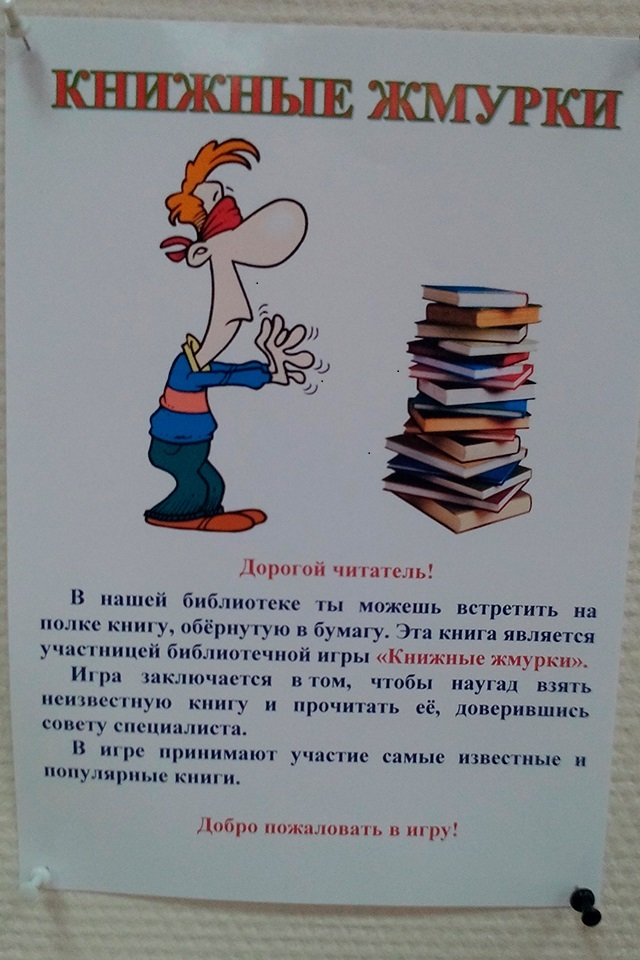 КНИЖНЫЕ ЖМУРКИ
Дорогой читатель!
В нашей библиотеке ты можешь встретить на
полке книгу, обёрнутую в бумагу. Эта книга является
участницей библиотечной игры «Книжные жмурки».
Игра заключается в том, чтобы наугад взять
неизвестную книгу и прочитать её, доверившись
совету специалиста.
В игре принимают участие самые известные и
популярные книги.
Добро пожаловать в игру!